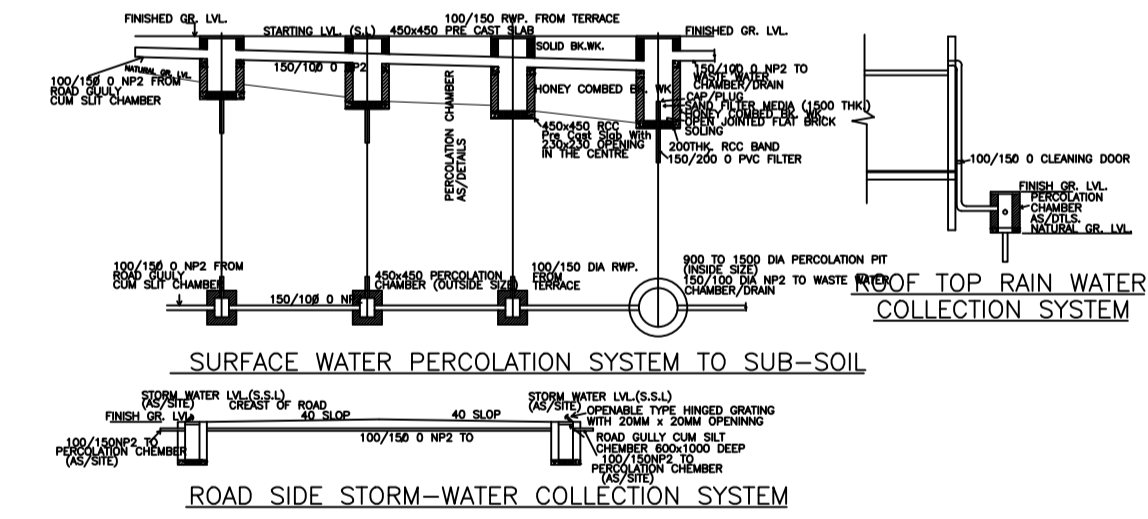 FINISHED GR. LVL.
100/150 RWP. FROM TERRACE
STARTING LVL. (S.L)
450x450 PRE CAST SLAB
FINISHED GR. LVL.
SOLID BK.WK.
NATURAL GR. LVL
150/100 0 NP2
100/150 0 NP2 FROM
ROAD GUULY
CUM SLIT CHAMBER
PERCOLATION CHAMBER
AS/DETAILS
HONEY COMBED BK. WK
150/100 0 NP2 TO
WASTE WATER
CHAMBER/DRAIN
CAP/PLUG
SAND FILTER MEDIA (1500 THK.)
HONEY COMBED BK. WK.
OPEN JOINTED FLAT BRICK
SOLING
450x450 RCC
Pre Cast Slab With
230x230 OPENING
IN THE CENTRE
200THK. RCC BAND
150/200 0 PVC FILTER
100/150 0 CLEANING DOOR
FINISH GR. LVL.
PERCOLATION
CHAMBER
AS/DTLS.
NATURAL GR. LVL.
ROOF TOP RAIN WATER
COLLECTION SYSTEM
100/150 0 NP2 FROM
ROAD GUULY
CUM SLIT CHAMBER
150/100 0 NP2
450x450 PERCOLATION
CHAMBER (OUTSIDE SIZE)
100/150 DIA RWP.
FROM
TERRACE
900 TO 1500 DIA PERCOLATION PIT
(INSIDE SIZE)
150/100 DIA NP2 TO WASTE WATER
CHAMBER/DRAIN
SURFACE WATER PERCOLATION SYSTEM TO SUB-SOIL
STORM WATER LVL.(S.S.L)
(AS/SITE)
CREAST OF ROAD
FINISH GR. LVL
40 SLOP
40 SLOP
STORM WATER LVL.(S.S.L)
(AS/SITE)
OPENABLE TYPE HINGED GRATING
WITH 20MM x 20MM OPENINNG
100/150NP2 TO
PERCOLATION CHEMBER
(AS/SITE)
100/150 0 NP2 TO
ROAD GULLY CUM SILT
CHEMBER 600x1000 DEEP
100/150NP2 TO
PERCOLATION CHEMBER
(AS/SITE)
ROAD SIDE STORM-WATER COLLECTION SYSTEM